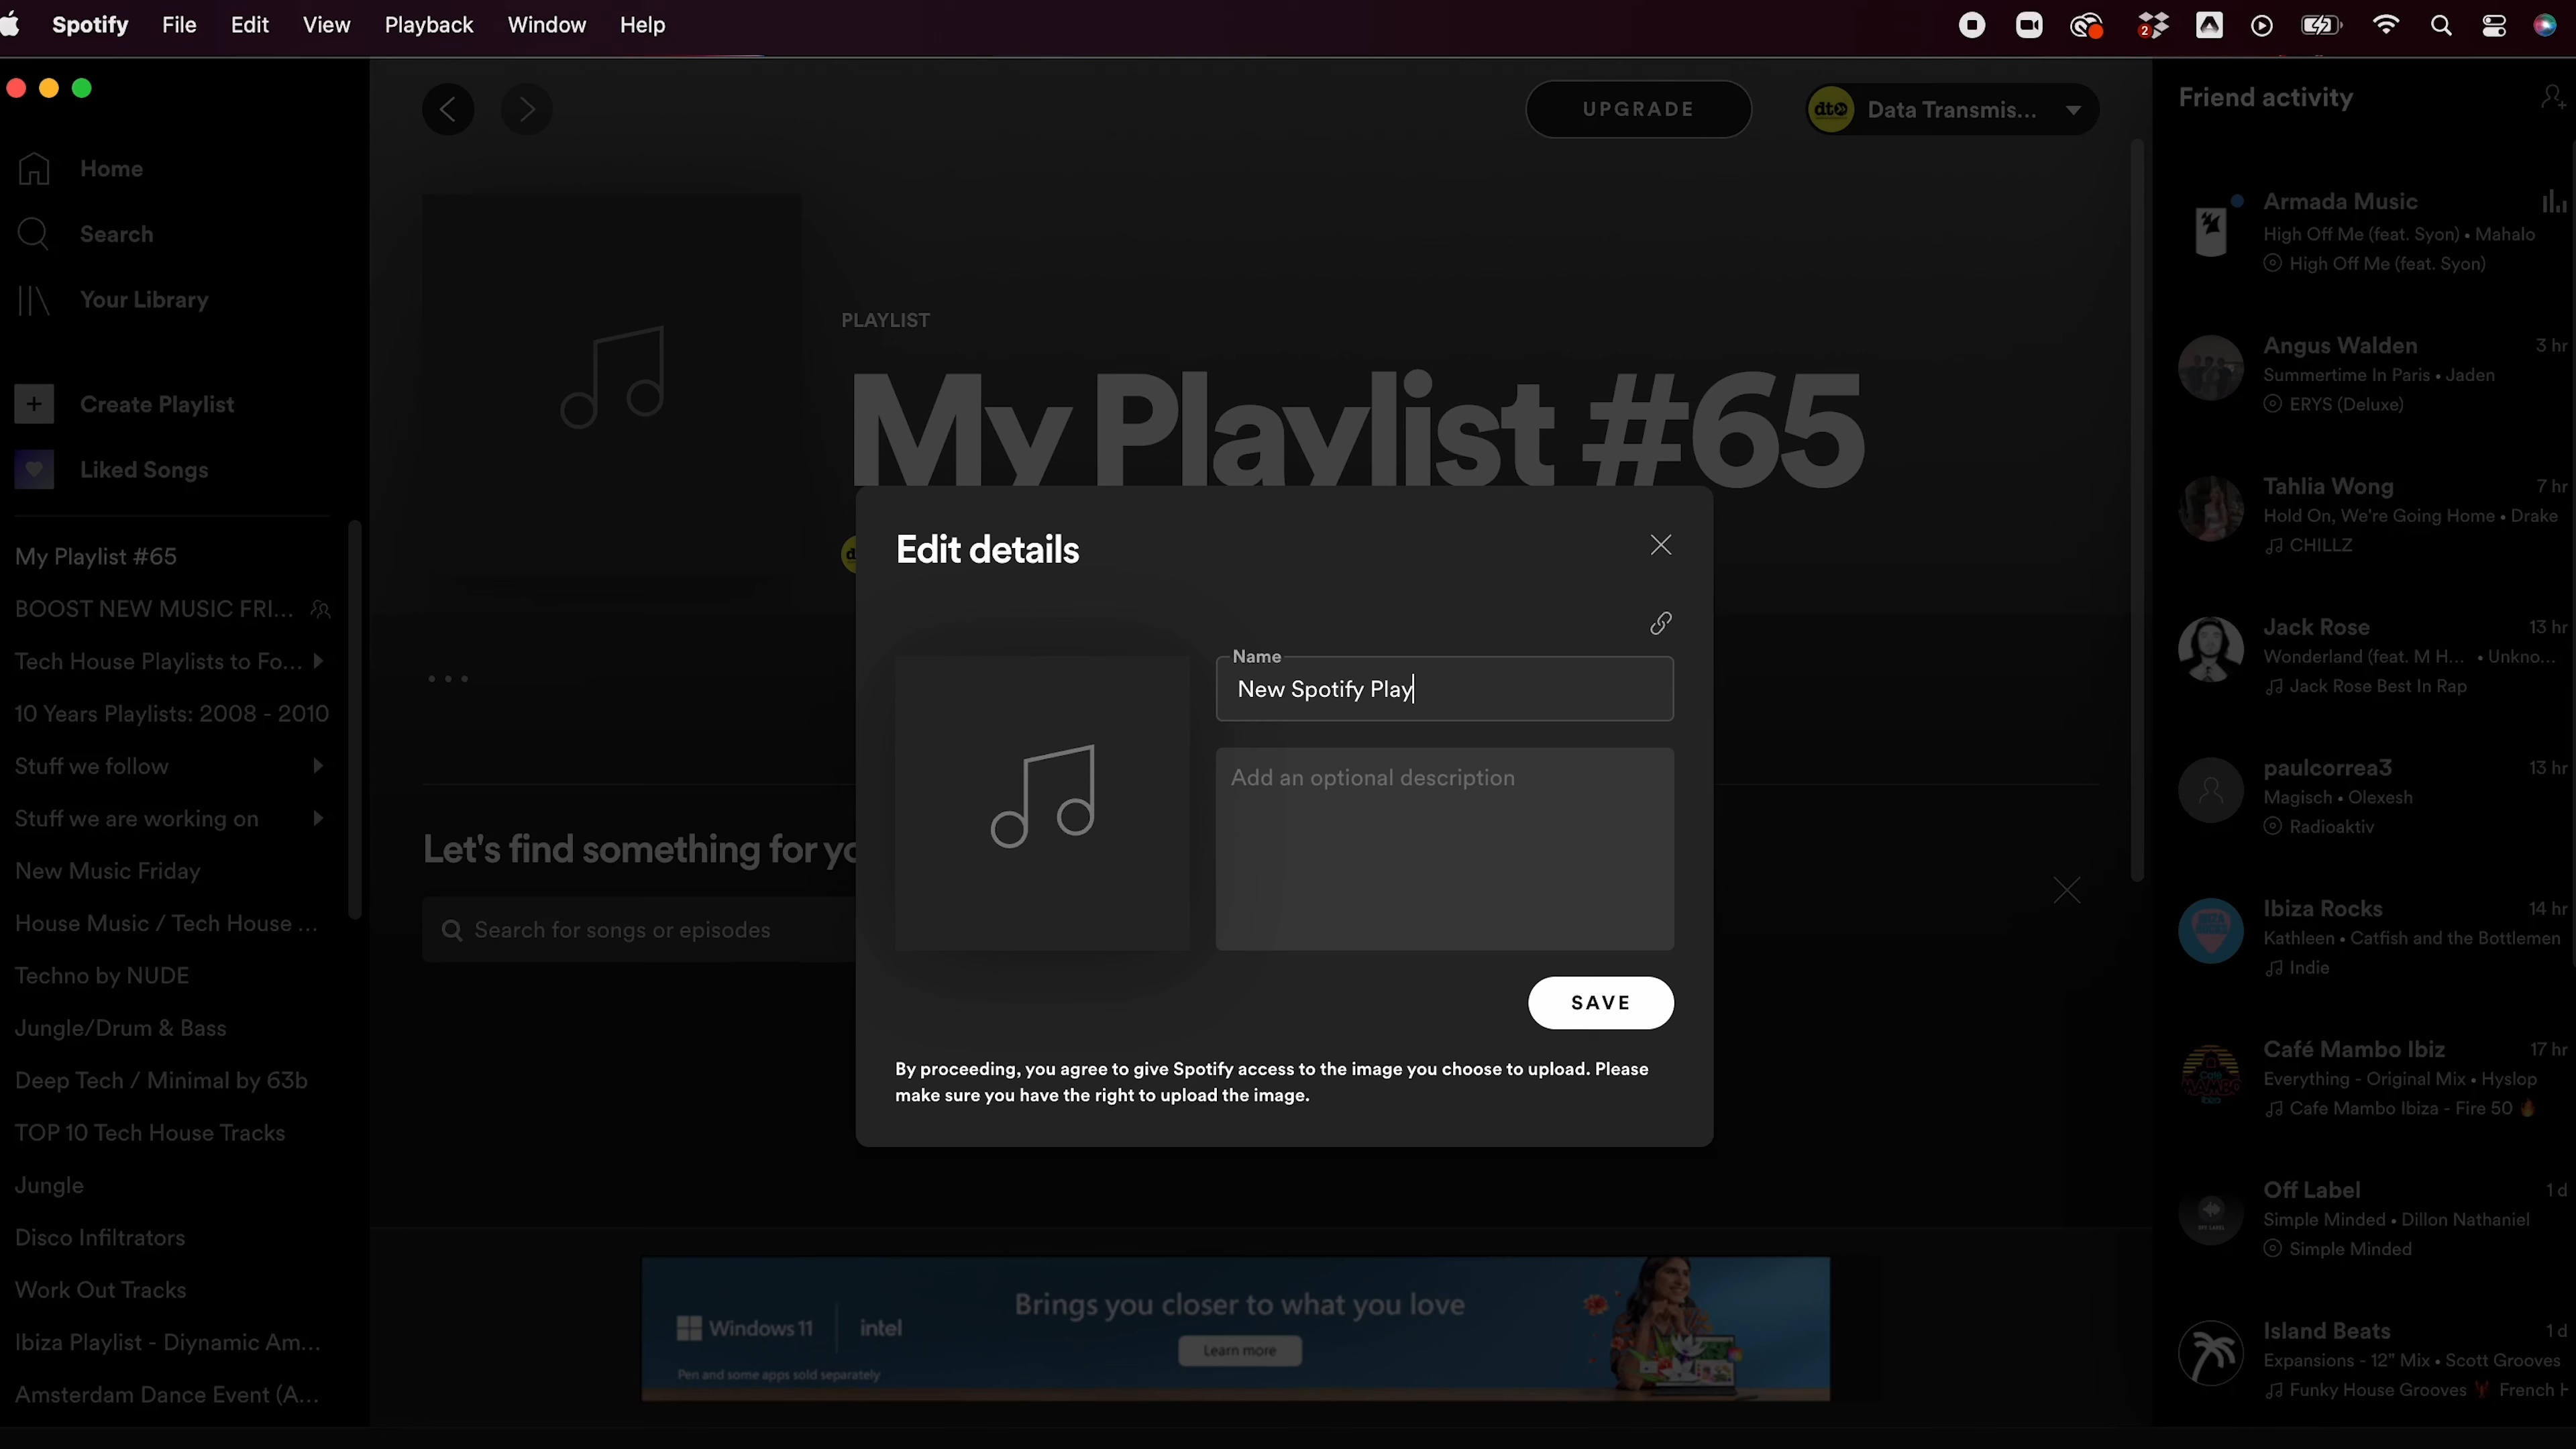 Spotify File Edit View Playback Window Help
2
Home
Search
Your Library
Create Playlist
Liked Songs
My Playlist #65
BOOST NEW MUSIC FRI...
Tech House Playlists to Fo...
10 Years Playlists: 2008 - 2010
Stuff we follow
Stuff we are working on
New Music Friday
House Music / Tech House ...
Techno by NUDE
Jungle/Drum & Bass
Deep Tech / Minimal by 63b
TOP 10 Tech House Tracks
Jungle
Disco Infiltrators
Work Out Tracks
Ibiza Playlist - Diynamic Am...
Amsterdam Dance Event (A...
UPGRADE
dt Data Transmis...
PLAYLIST
My Playlist #65
Let's find something for yo
Search for songs or episodes
Edit details
Name
New Spotify Play
Add an optional description
SAVE
By proceeding, you agree to give Spotify access to the image you choose to upload. Please
make sure you have the right to upload the image.
Windows 11 intel
Pen and some apps sold separately
Brings you closer to what you love
Learn more
Friend activity
Armada Music
High Off Me (feat. Syon) • Mahalo
High Off Me (feat. Syon)
Angus Walden 3 hr
Summertime In Paris • Jaden
ERYS (Deluxe)
Tahlia Wong 7 hr
Hold On, We're Going Home • Drake
CHILLZ
Jack Rose 13 hr
Wonderland (feat. M H... • Unkno...
Jack Rose Best In Rap
paulcorrea3 13 hr
Magisch • Olexesh
Radioaktiv
Ibiza Rocks 14 hr
Kathleen • Catfish and the Bottlemen
Indie
Café Mambo Ibiz 17 hr
Everything - Original Mix • Hyslop
Cafe Mambo Ibiza - Fire 50 🔥
Off Label 1 d
Simple Minded • Dillon Nathaniel
Simple Minded
Island Beats 1 d
Expansions - 12" Mix • Scott Grooves
Funky House Grooves French H